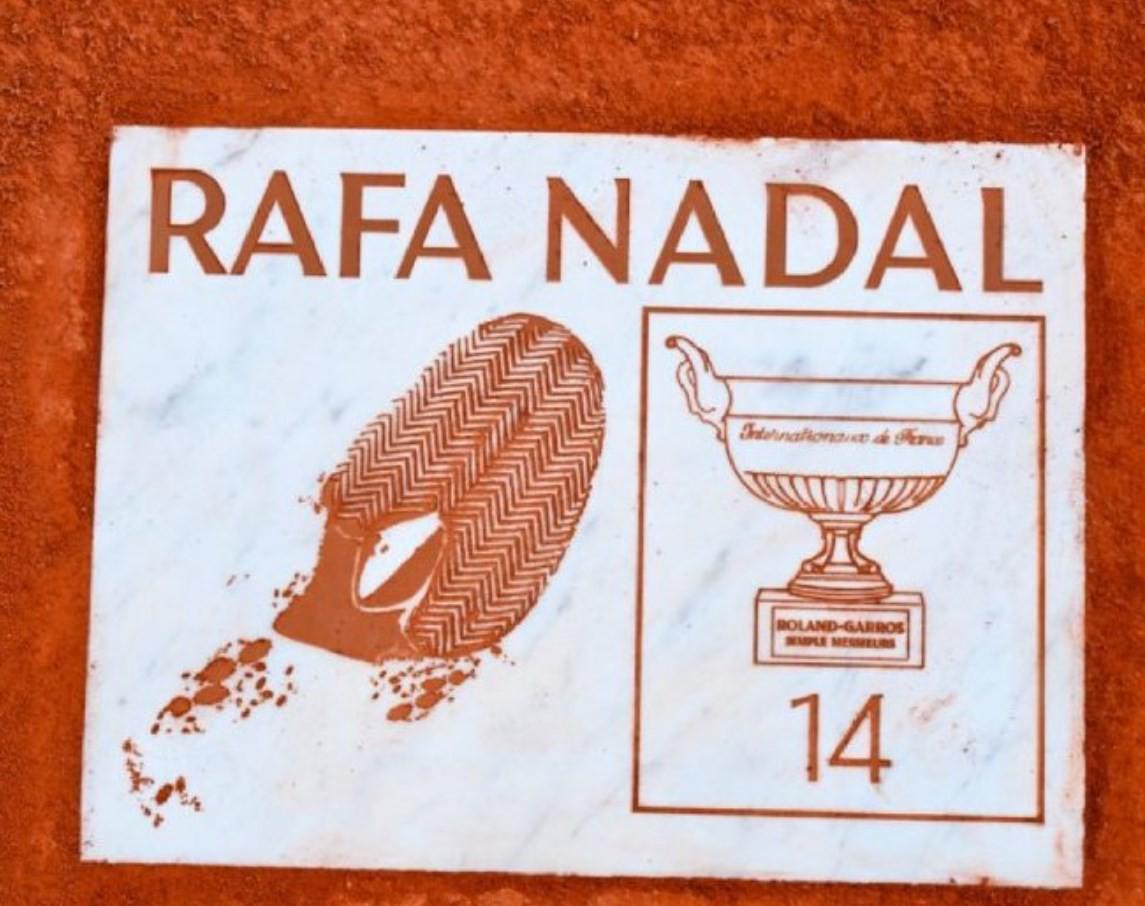 RAFA NADAL
Internationaux de France
ROLAND-GARROS
SIMPLE MESSIEURS
14